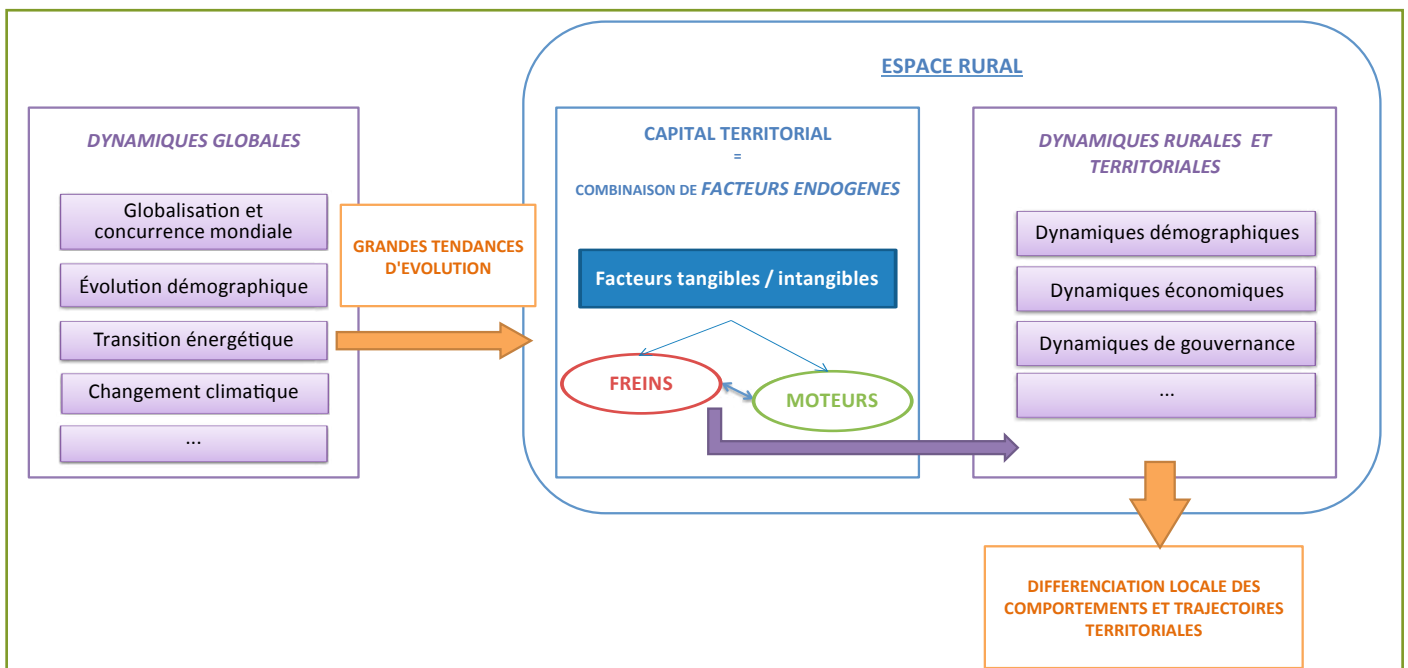 ESPACE RURAL
DYNAMIQUES GLOBALES
Globalisation et
concurrence mondiale
Évolution démographique
Transition énergétique
Changement climatique
...
GRANDES TENDANCES
D'EVOLUTION
CAPITAL TERRITORIAL
=
COMBINAISON DE FACTEURS ENDOGENES
Facteurs tangibles / intangibles
FREINS
MOTEURS
DYNAMIQUES RURALES ET
TERRITORIALES
Dynamiques démographiques
Dynamiques économiques
Dynamiques de gouvernance
...
DIFFERENCIATION LOCALE DES
COMPORTEMENTS ET TRAJECTOIRES
TERRITORIALES